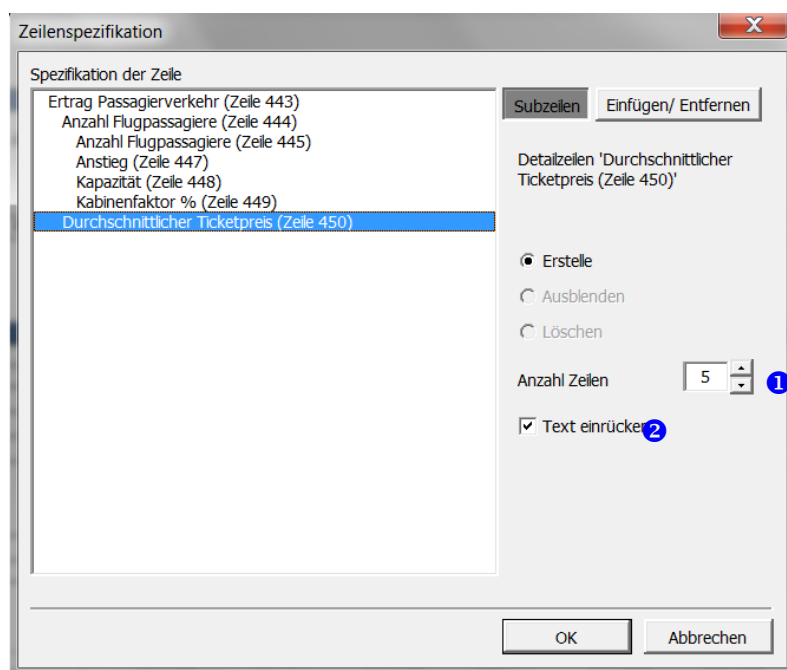 Zeilenspezifikation
X
Spezifikation der Zeile
Ertrag Passagierverkehr (Zeile 443)
Anzahl Flugpassagiere (Zeile 444)
Anzahl Flugpassagiere (Zeile 445)
Anstieg (Zeile 447)
Kapazität (Zeile 448)
Kabinenfaktor % (Zeile 449)
Durchschnittlicher Ticketpreis (Zeile 450)
Subzeilen Einfügen/ Entfernen
Detailzeilen 'Durchschnittlicher
Ticketpreis (Zeile 450)'
Erstelle
Ausblenden
Löschen
Anzahl Zeilen 5 1
Text einrücken 2
OK Abbrechen